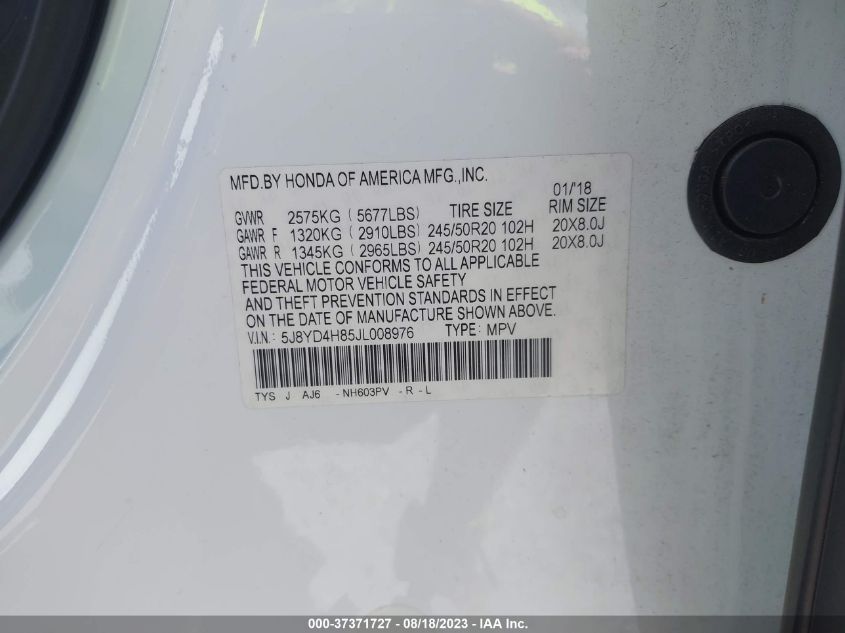 MFD.BY HONDA OF AMERICA MFG.,INC.
01/'18
GVWR 2575KG ( 5677LBS) TIRE SIZE RIM SIZE
GAWR F 1320KG ( 2910LBS) 245/50R20 102H 20X8.0J
GAWR R 1345KG ( 2965LBS) 245/50R20 102H 20X8.0J
THIS VEHICLE CONFORMS TO ALL APPLICABLE
FEDERAL MOTOR VEHICLE SAFETY
AND THEFT PREVENTION STANDARDS IN EFFECT
ON THE DATE OF MANUFACTURE SHOWN ABOVE.
V.I.N.: 5J8YD4H85JL008976 TYPE: MPV
TYS J AJ6 - NH603PV - R - L
000-37371727 - 08/18/2023 - IAAI.com